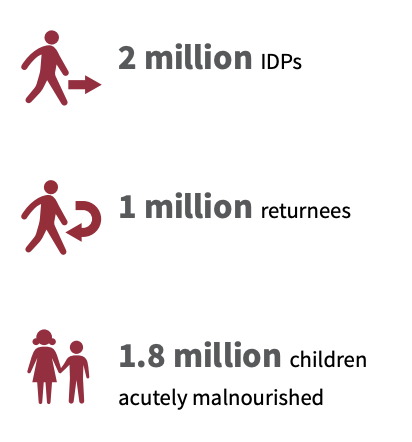 2 million IDPs
1 million returnees
1.8 million children
acutely malnourished